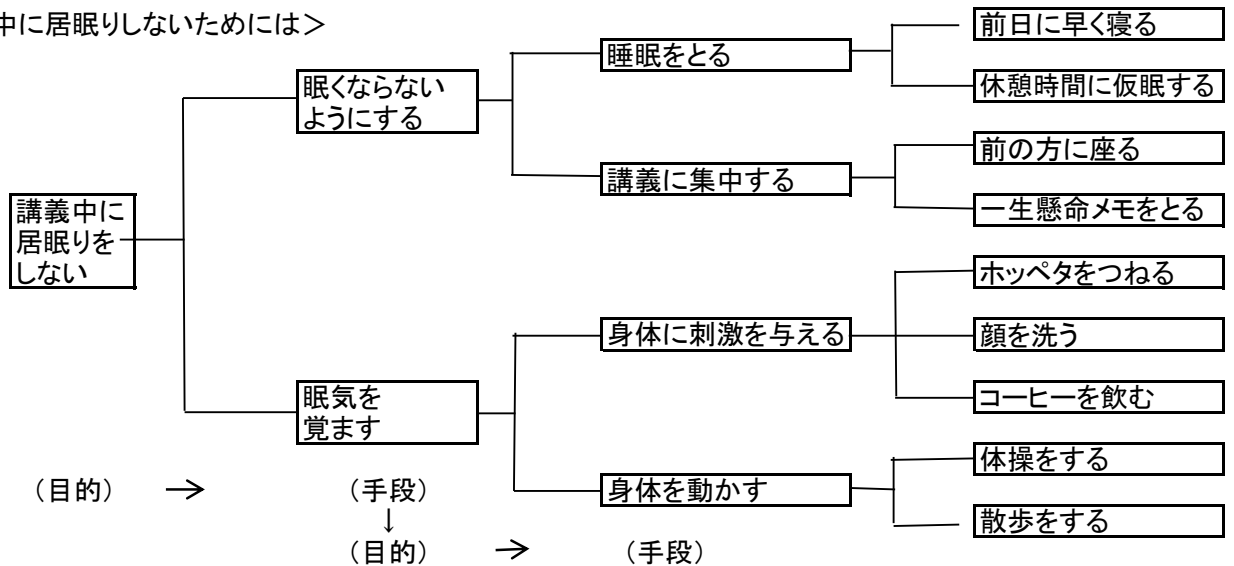 中に居眠りしないためには＞
講義中に
居眠りを
しない
眠くならない
ようにする
眠気を
覚ます
睡眠をとる
講義に集中する
身体に刺激を与える
身体を動かす
前日に早く寝る
休憩時間に仮眠する
前の方に座る
一生懸命メモをとる
ホッペタをつねる
顔を洗う
コーヒーを飲む
体操をする
散歩をする
（目的） → （手段）
↓
（目的） → （手段）